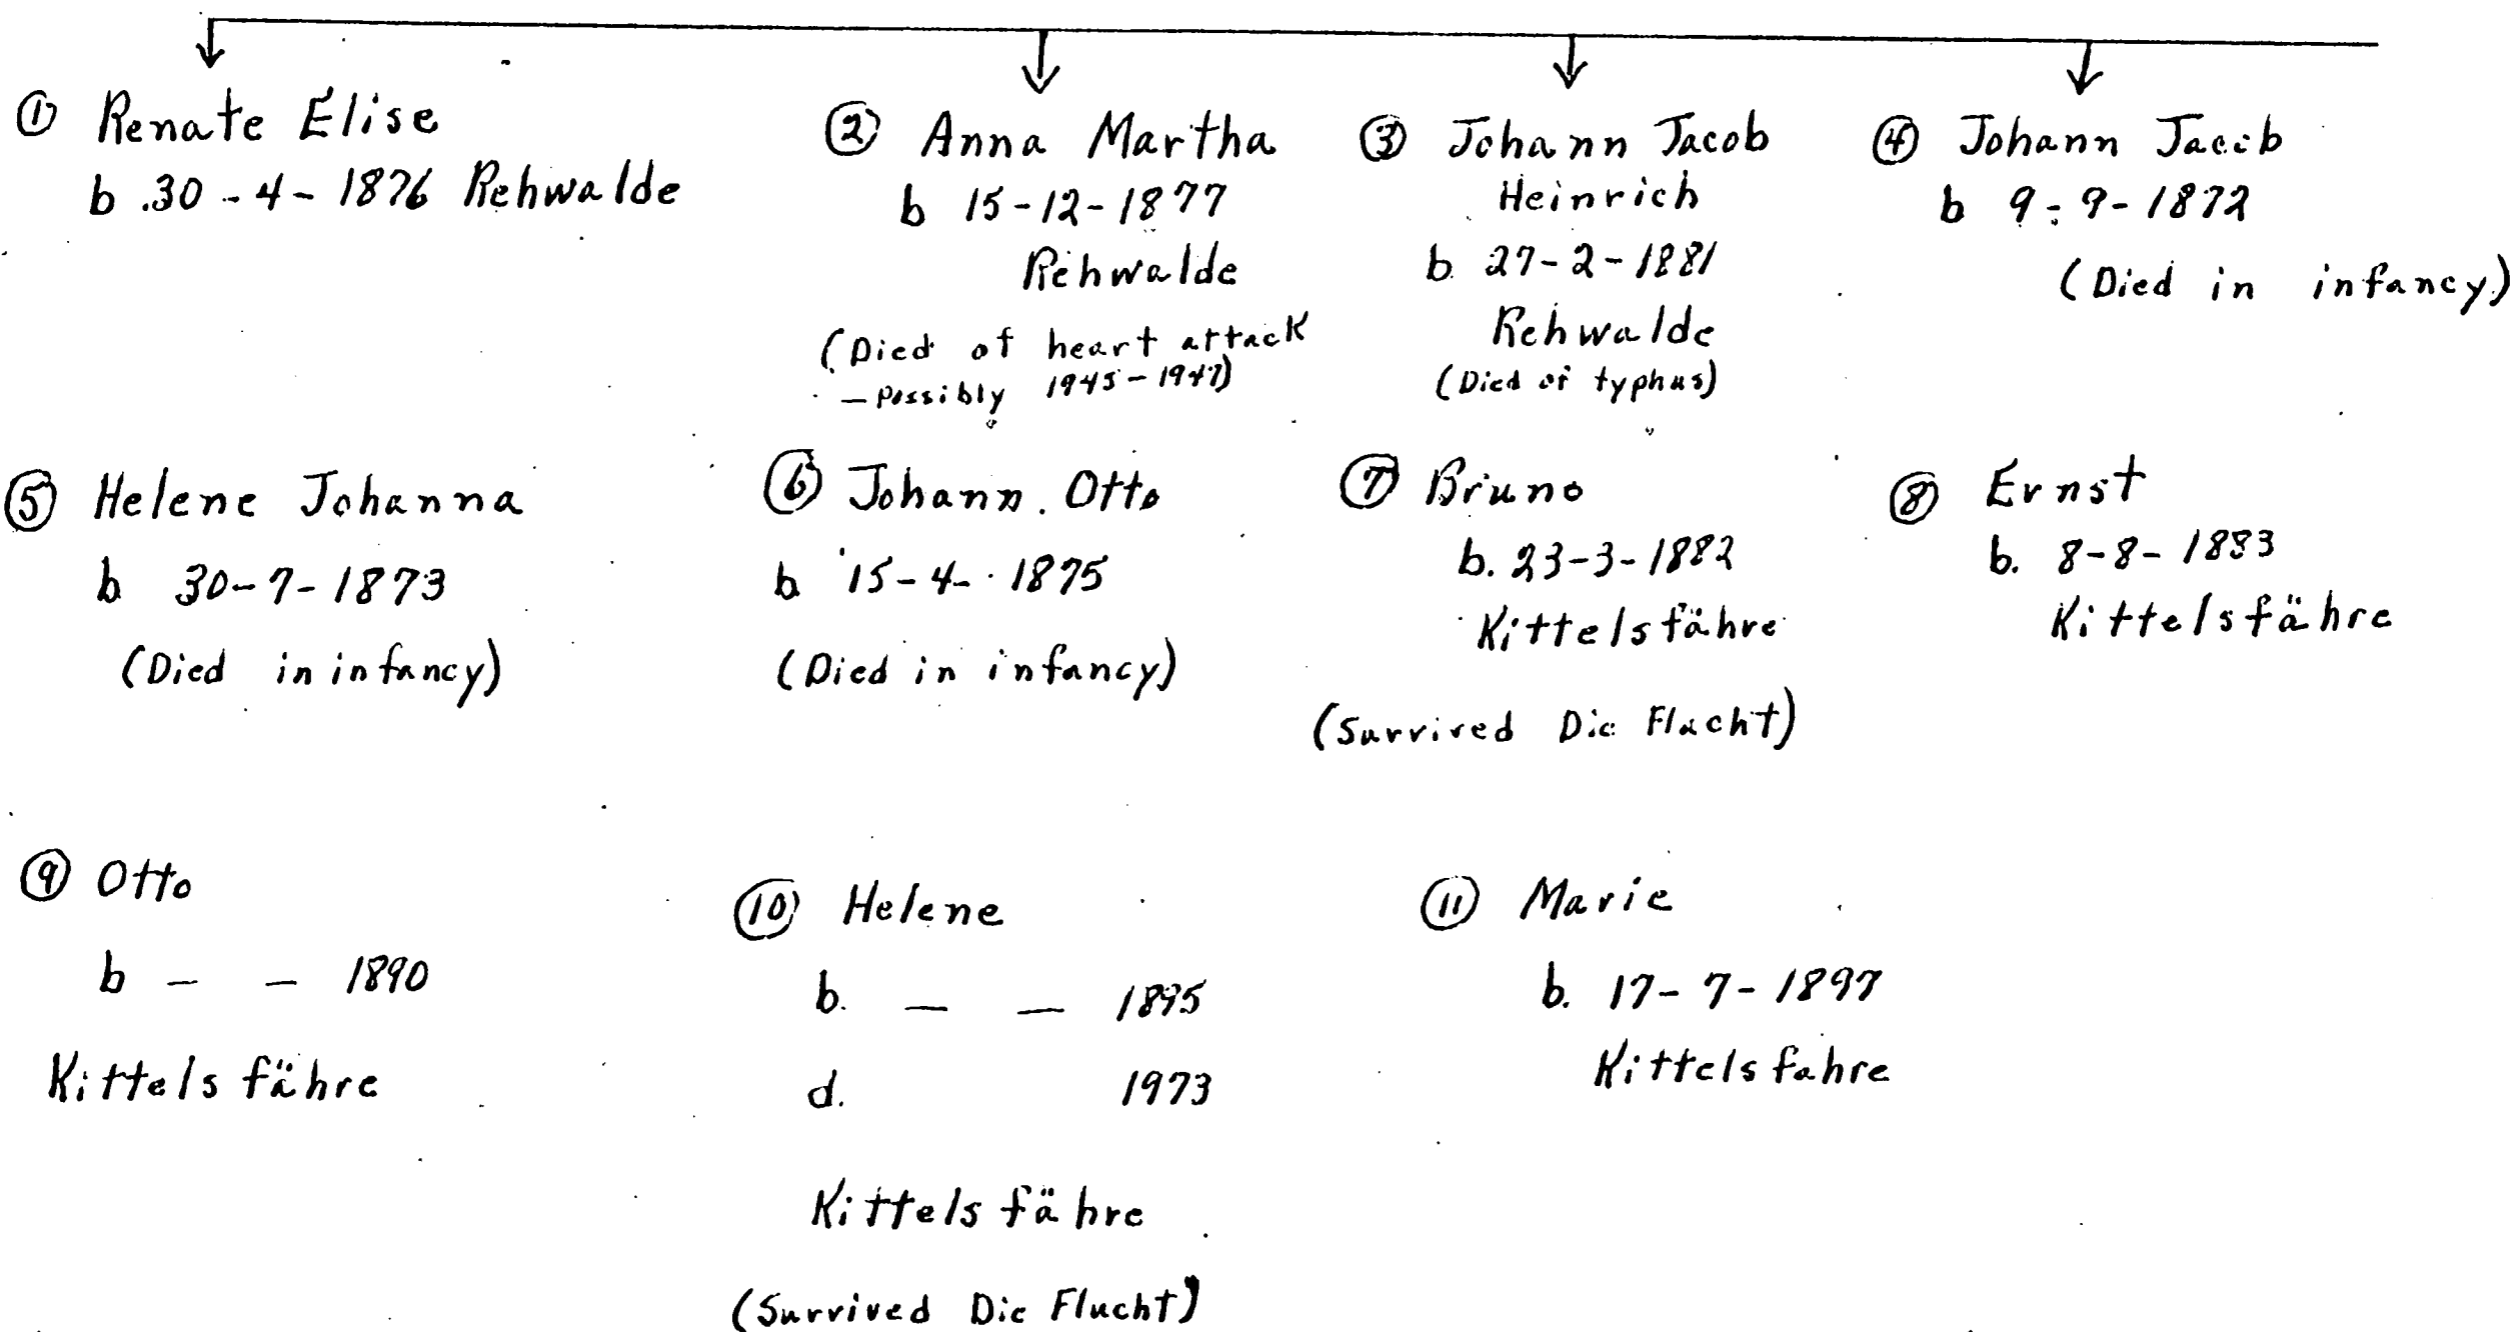 ① Renate Elise
b 30-4-1876 Rehwalde
② Anna Martha
b 15-12-1877
Rehwalde
(Died of heart attack
- Possibly 1945-1947)
③ Johann Jacob
Heinrich
b. 27-2-1881
Rehwalde
(Died of typhus)
④ Johann Jacob
b 9-9-1872
(Died in infancy)
⑤ Helene Johanna
b 30-7-1873
(Died in infancy)
⑥ Johann Otto
b 15-4-1875
(Died in infancy)
⑦ Bruno
b. 23-3-1882
Kittelsfähre
(Survived Die Flucht)
⑧ Ernst
b. 8-8-1883
Kittelsfähre
⑨ Otto
b - - 1890
Kittelsfähre
⑩ Helene
b. - - 1895
d. 1973
Kittelsfähre
(Survived Die Flucht)
⑪ Marie
b. 17-7-1897
Kittelsfahre